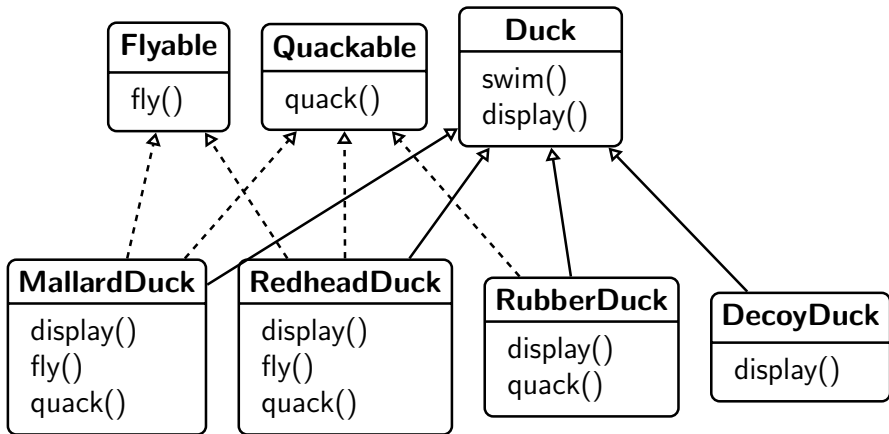 Flyable
fly()
Quackable
quack()
Duck
swim()
display()
MallardDuck
display()
fly()
quack()
RedheadDuck
display()
fly()
quack()
RubberDuck
display()
quack()
DecoyDuck
display()